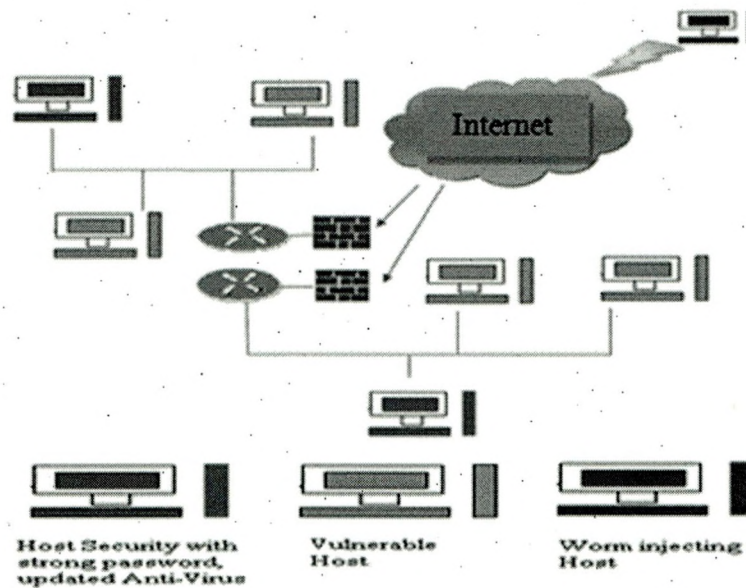 Internet
Host Security with
strong password,
updated Anti-Virus
Vulnerable
Host
Worm injecting
Host